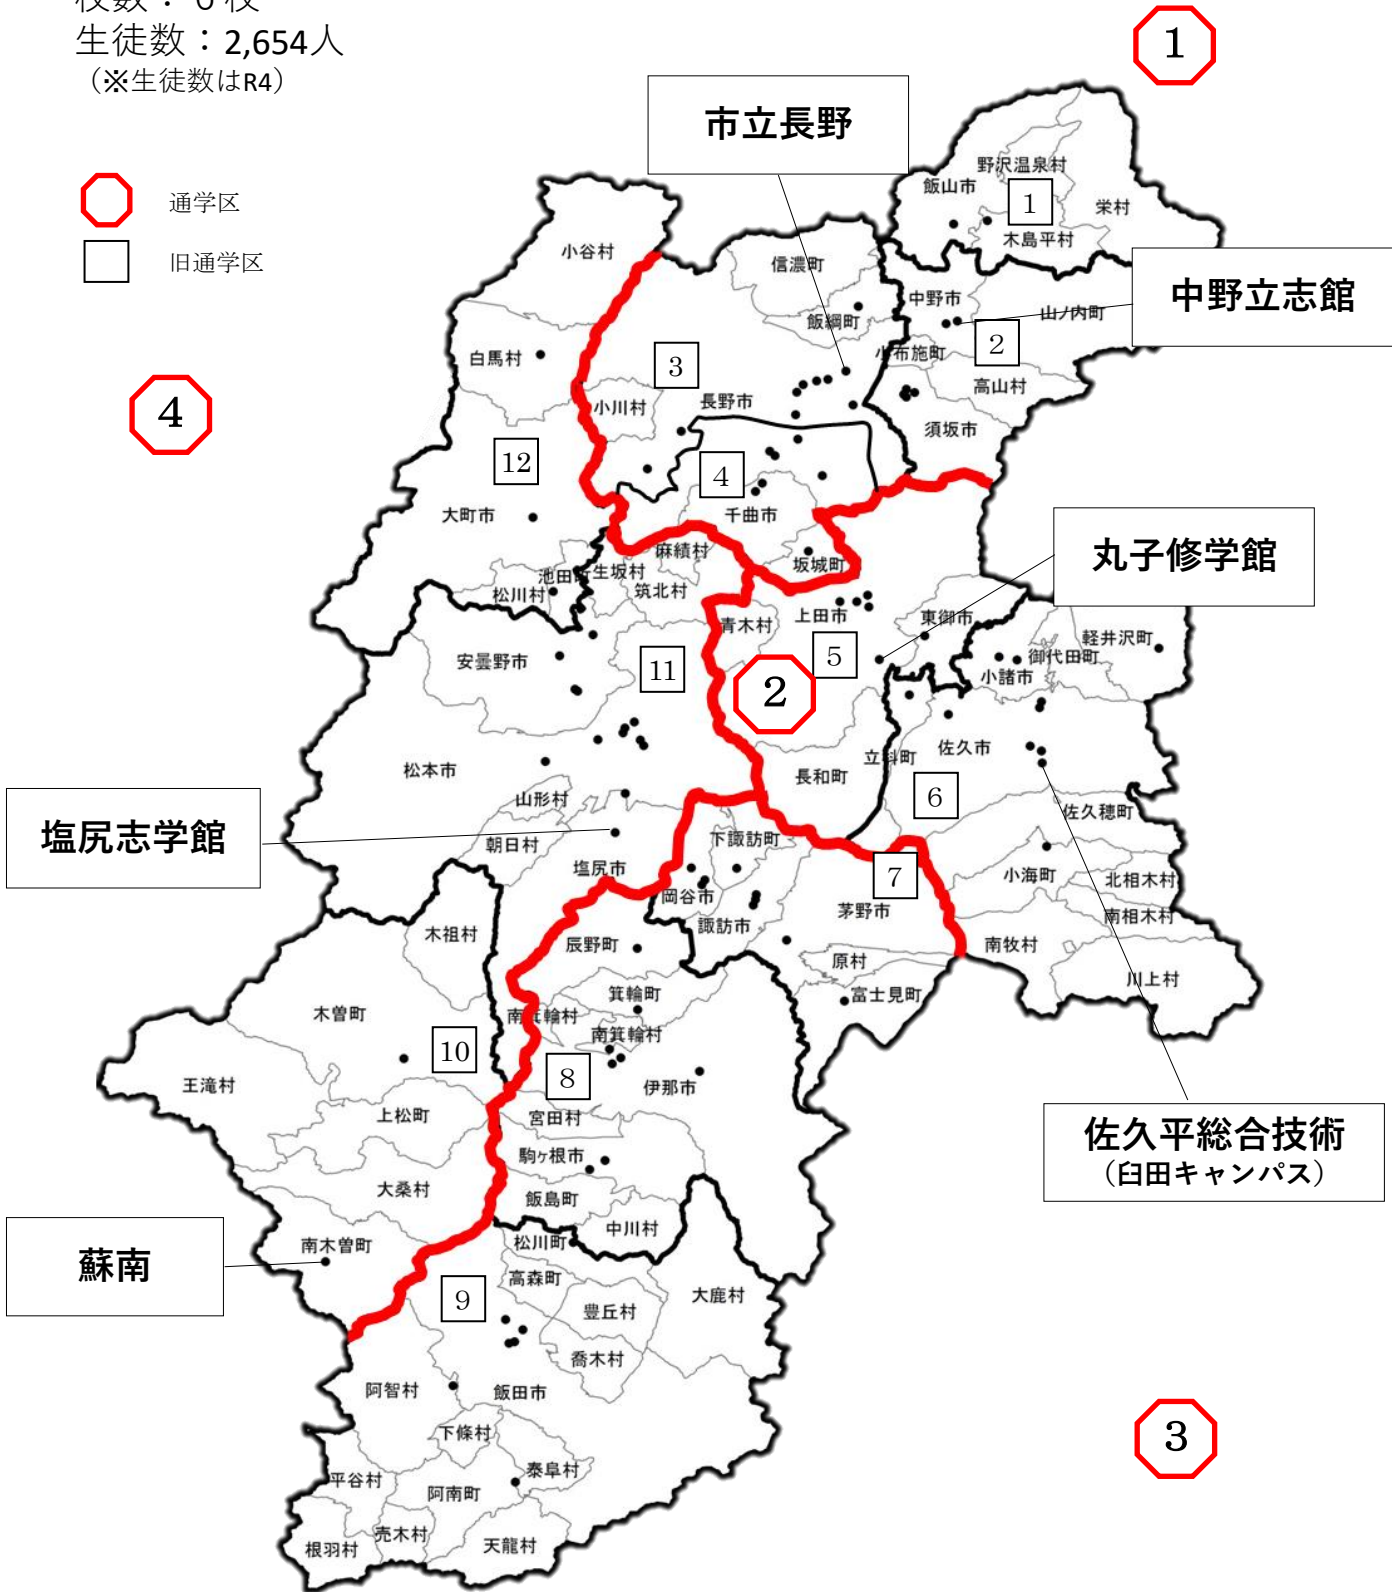 校数：６校
生徒数：2,654人
（※生徒数はR4）
1
市立長野
通学区
旧通学区
野沢温泉村
飯山市
1
栄村
木島平村
小谷村
信濃町
中野市
中野立志館
山ノ内町
飯綱町
2
小布施町
白馬村
3
高山村
小川村
長野市
4
須坂市
12
4
大町市
千曲市
麻績村
坂城町
丸子修学館
池田町
生坂村
松川村
筑北村
上田市
東御市
青木村
軽井沢町
安曇野市
11
5
御代田町
小諸市
2
佐久市
松本市
長和町
立科町
山形村
6
佐久穂町
塩尻志学館
朝日村
下諏訪町
塩尻市
7
小海町
北相木村
岡谷市
茅野市
南相木村
諏訪市
木祖村
辰野町
南牧村
原村
川上村
箕輪町
富士見町
木曽町
南箕輪村
南箕輪村
10
8
王滝村
伊那市
上松町
宮田村
佐久平総合技術
（臼田キャンパス）
駒ヶ根市
大桑村
飯島町
中川村
南木曽町
松川町
蘇南
高森町
大鹿村
9
豊丘村
喬木村
阿智村
飯田市
下條村
3
泰阜村
平谷村
阿南町
売木村
天龍村
根羽村